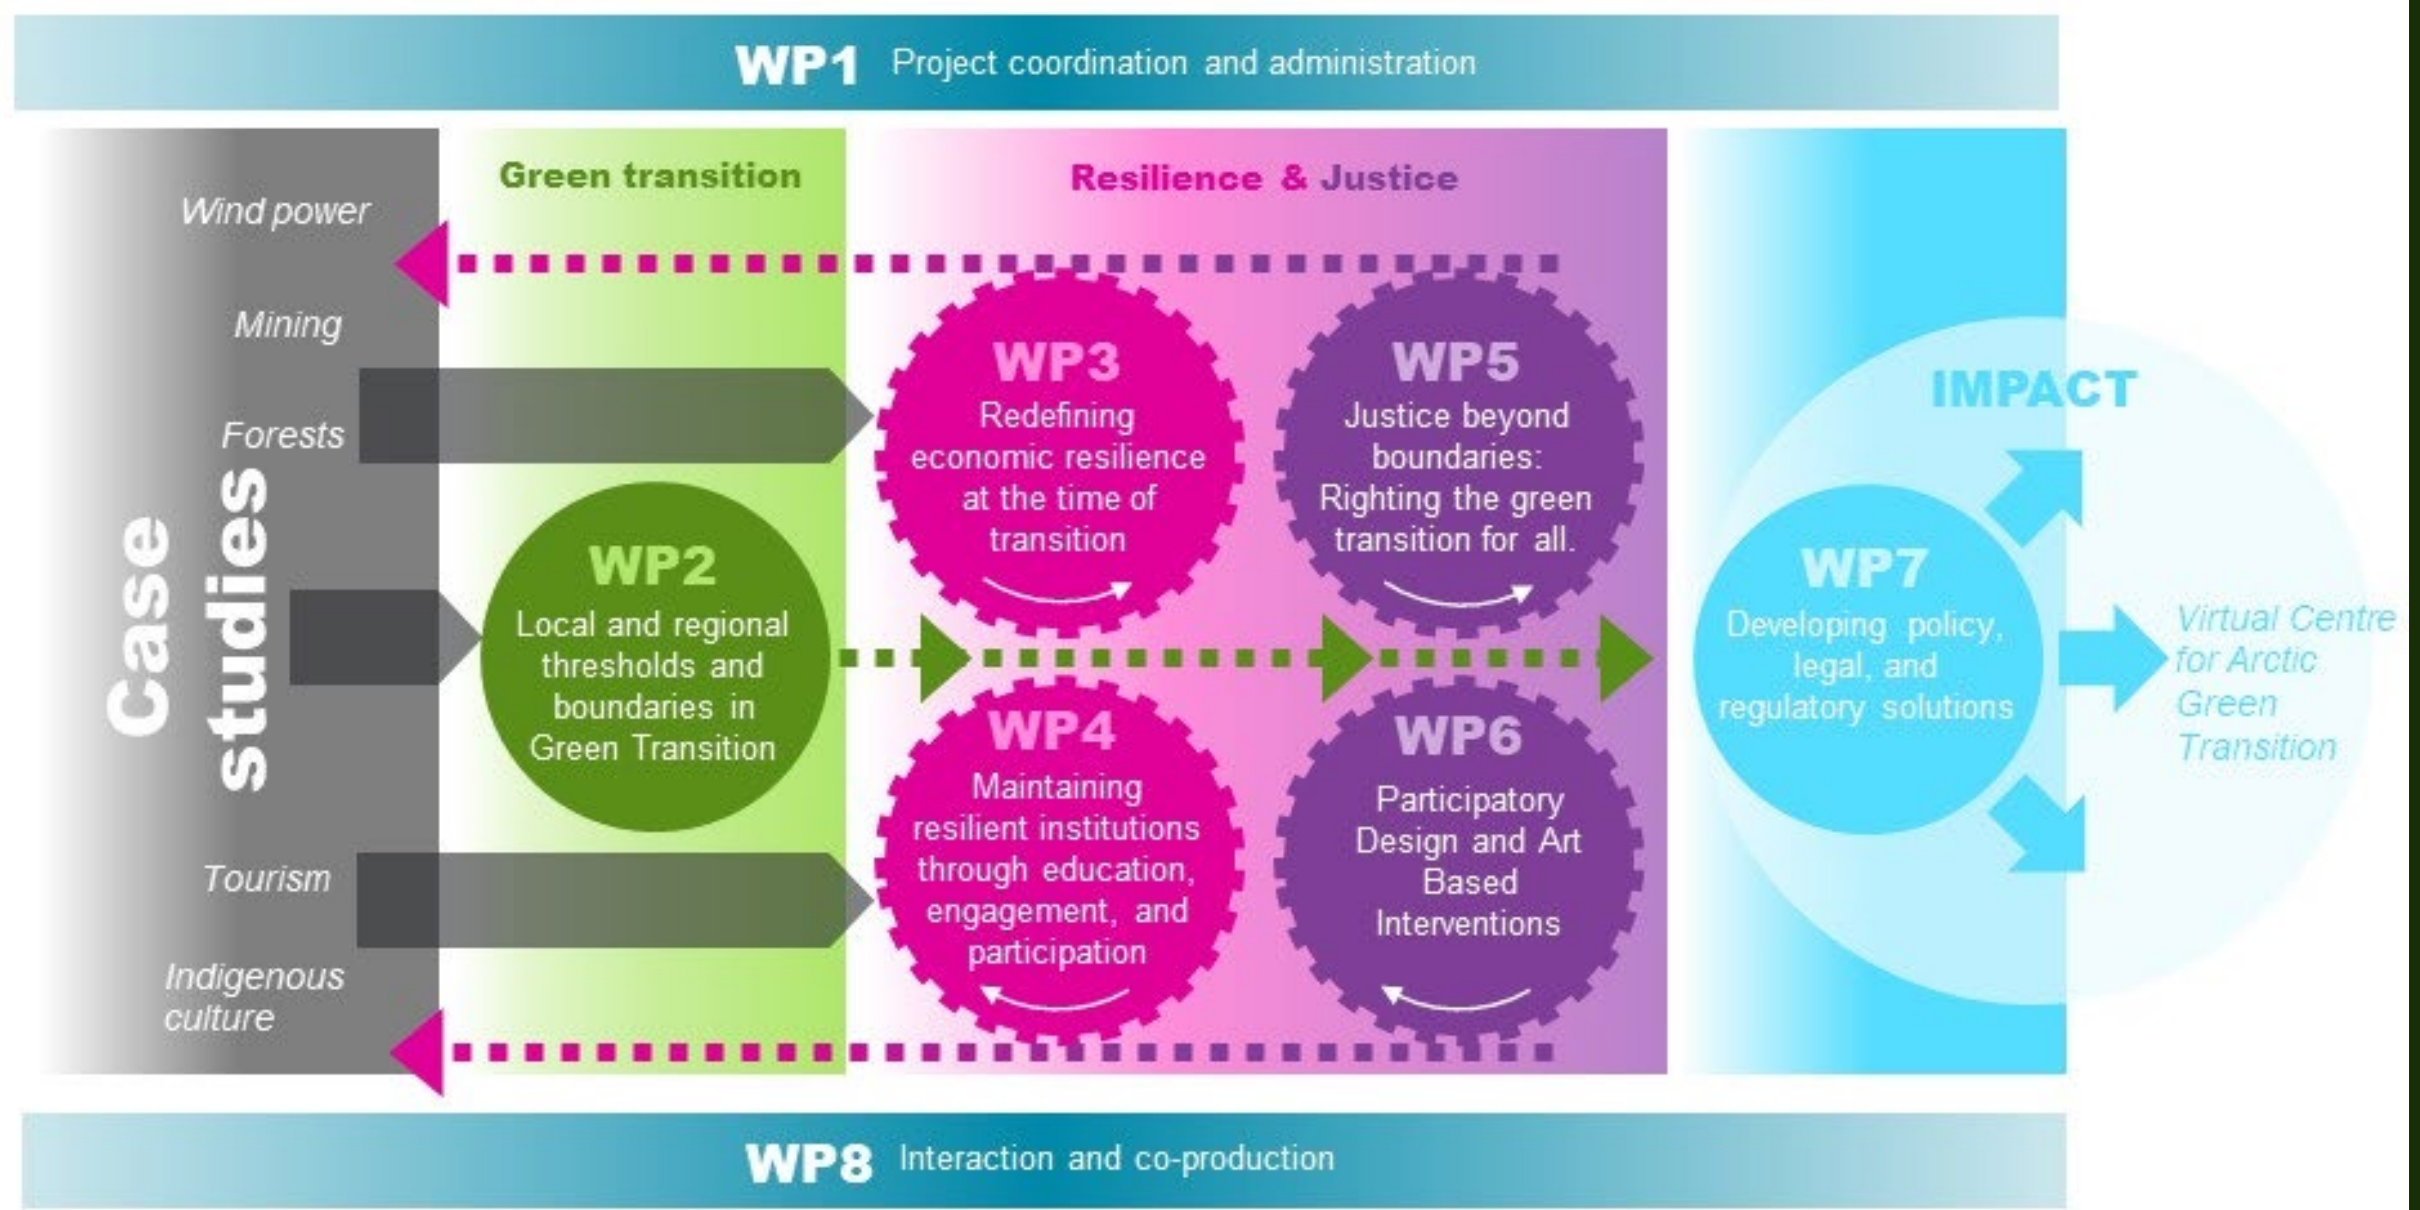 WP1 Project coordination and administration
Case
studies
Wind power
Mining
Forests
Tourism
Indigenous
culture
Green transition
WP2
Local and regional
thresholds and
boundaries in
Green Transition
Resilience & Justice
WP3
Redefining
economic resilience
at the time of
transition
WP5
Justice beyond
boundaries:
Righting the green
transition for all.
WP4
Maintaining
resilient institutions
through education,
engagement, and
participation
WP6
Participatory
Design and Art
Based
Interventions
IMPACT
WP7
Developing policy,
legal, and
regulatory solutions
Virtual Centre
for Arctic
Green
Transition
WP8 Interaction and co-production